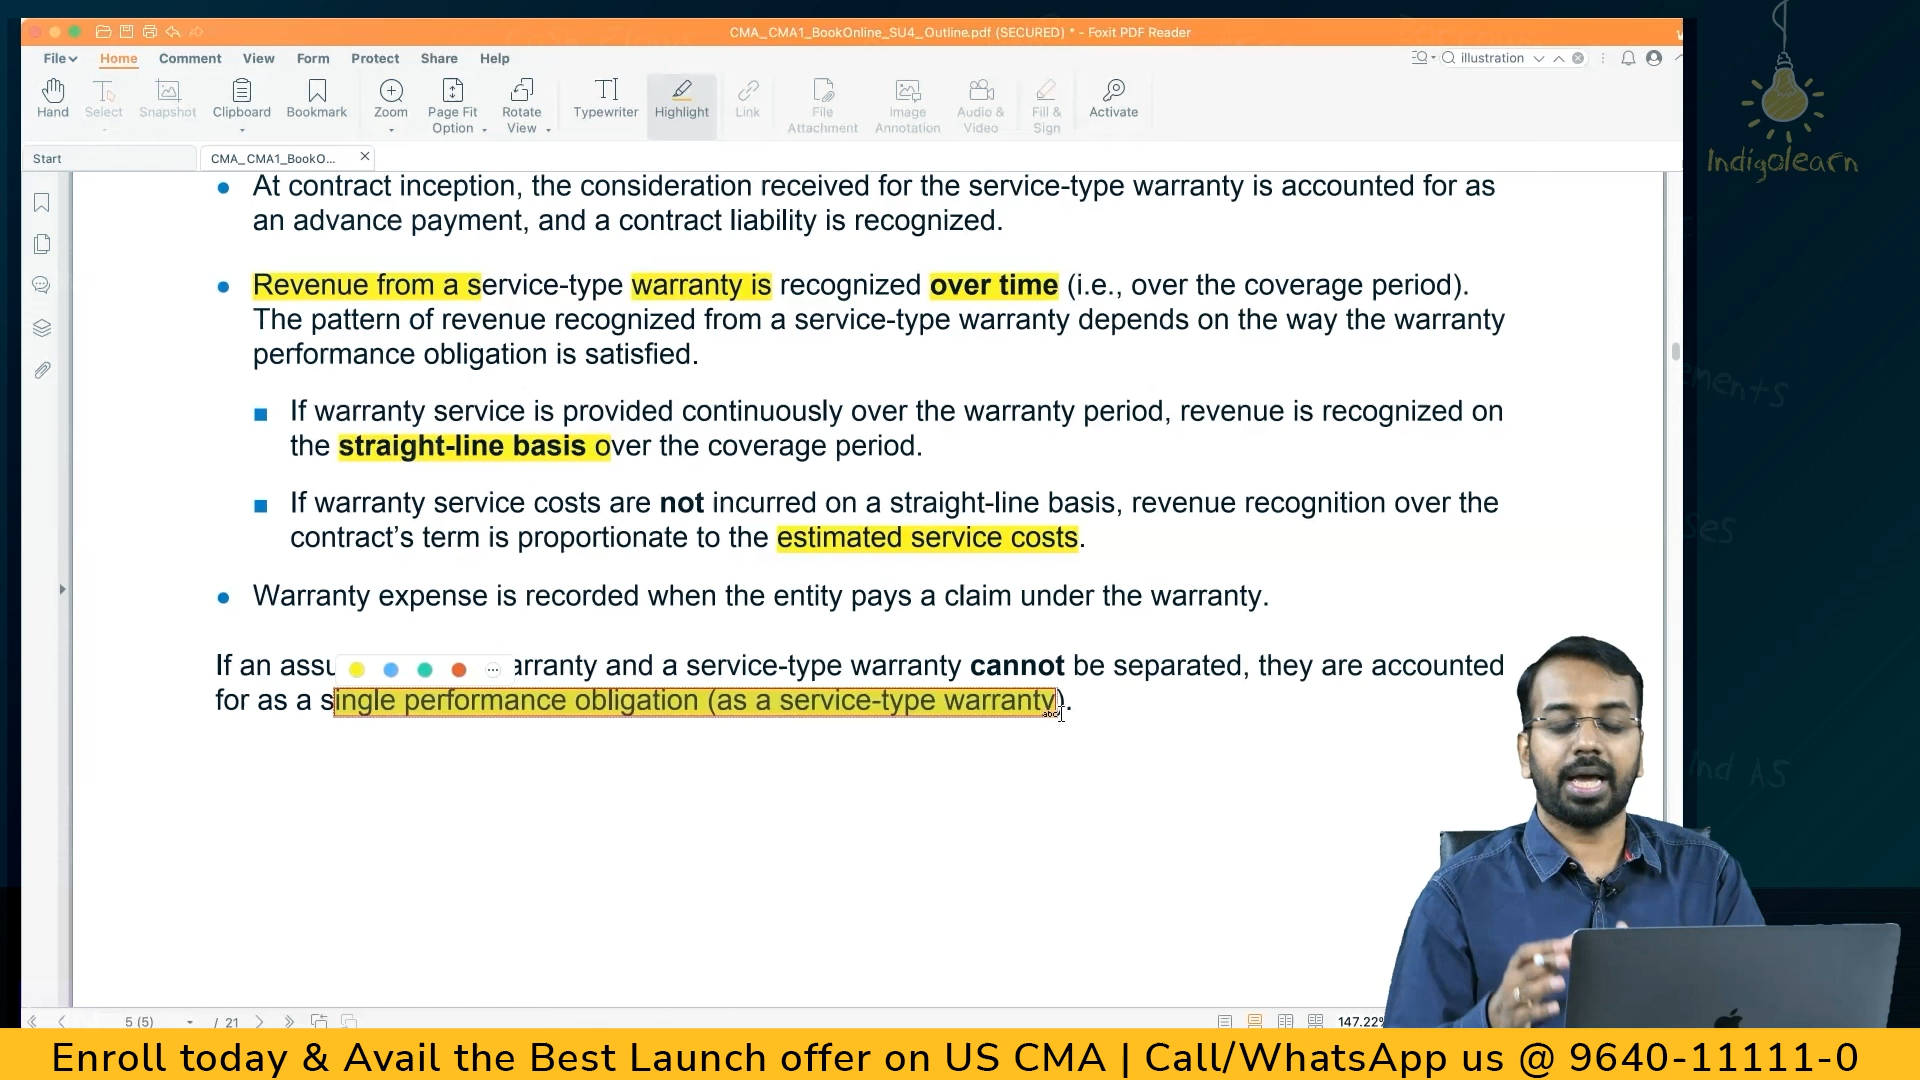 CMA_CMA1_BookOnline_SU4_Outline.pdf (SECURED) * - Foxit PDF Reader
File Home Comment View Form Protect Share Help illustration
Hand Select Snapshot Clipboard Bookmark Zoom Page Fit Option Rotate View Typewriter Highlight Link File Attachment Image Annotation Audio & Video Fill & Sign Activate
Indigolearn
Start CMA_CMA1_BookO...
At contract inception, the consideration received for the service-type warranty is accounted for as
an advance payment, and a contract liability is recognized.
Revenue from a service-type warranty is recognized over time (i.e., over the coverage period).
The pattern of revenue recognized from a service-type warranty depends on the way the warranty
performance obligation is satisfied.
If warranty service is provided continuously over the warranty period, revenue is recognized on
the straight-line basis over the coverage period.
If warranty service costs are not incurred on a straight-line basis, revenue recognition over the
contract's term is proportionate to the estimated service costs.
Warranty expense is recorded when the entity pays a claim under the warranty.
If an assu arranty and a service-type warranty cannot be separated, they are accounted
for as a single performance obligation (as a service-type warranty).
ements
ses
Ind AS
5 (5) / 21 147.22%
Enroll today & Avail the Best Launch offer on US CMA | Call/WhatsApp us @ 9640-11111-0